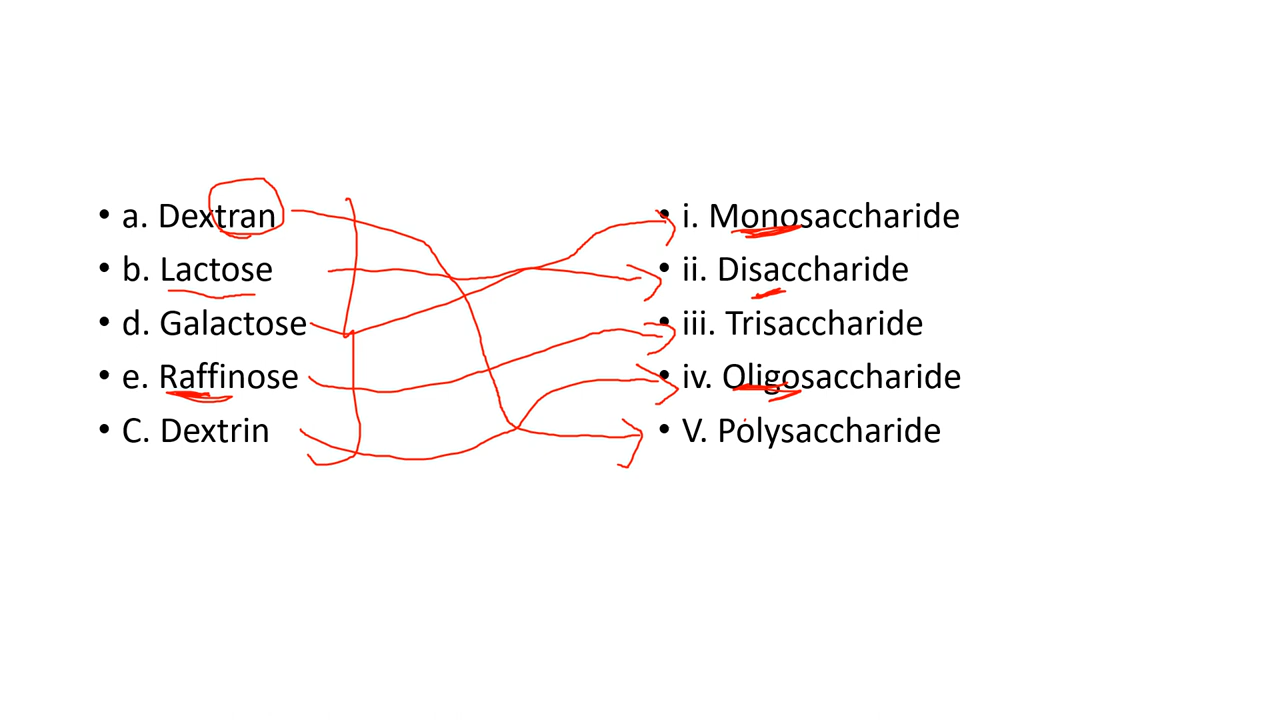 • a. Dextran
• b. Lactose
• d. Galactose
• e. Raffinose
• C. Dextrin
• i. Monosaccharide
• ii. Disaccharide
• iii. Trisaccharide
• iv. Oligosaccharide
• V. Polysaccharide